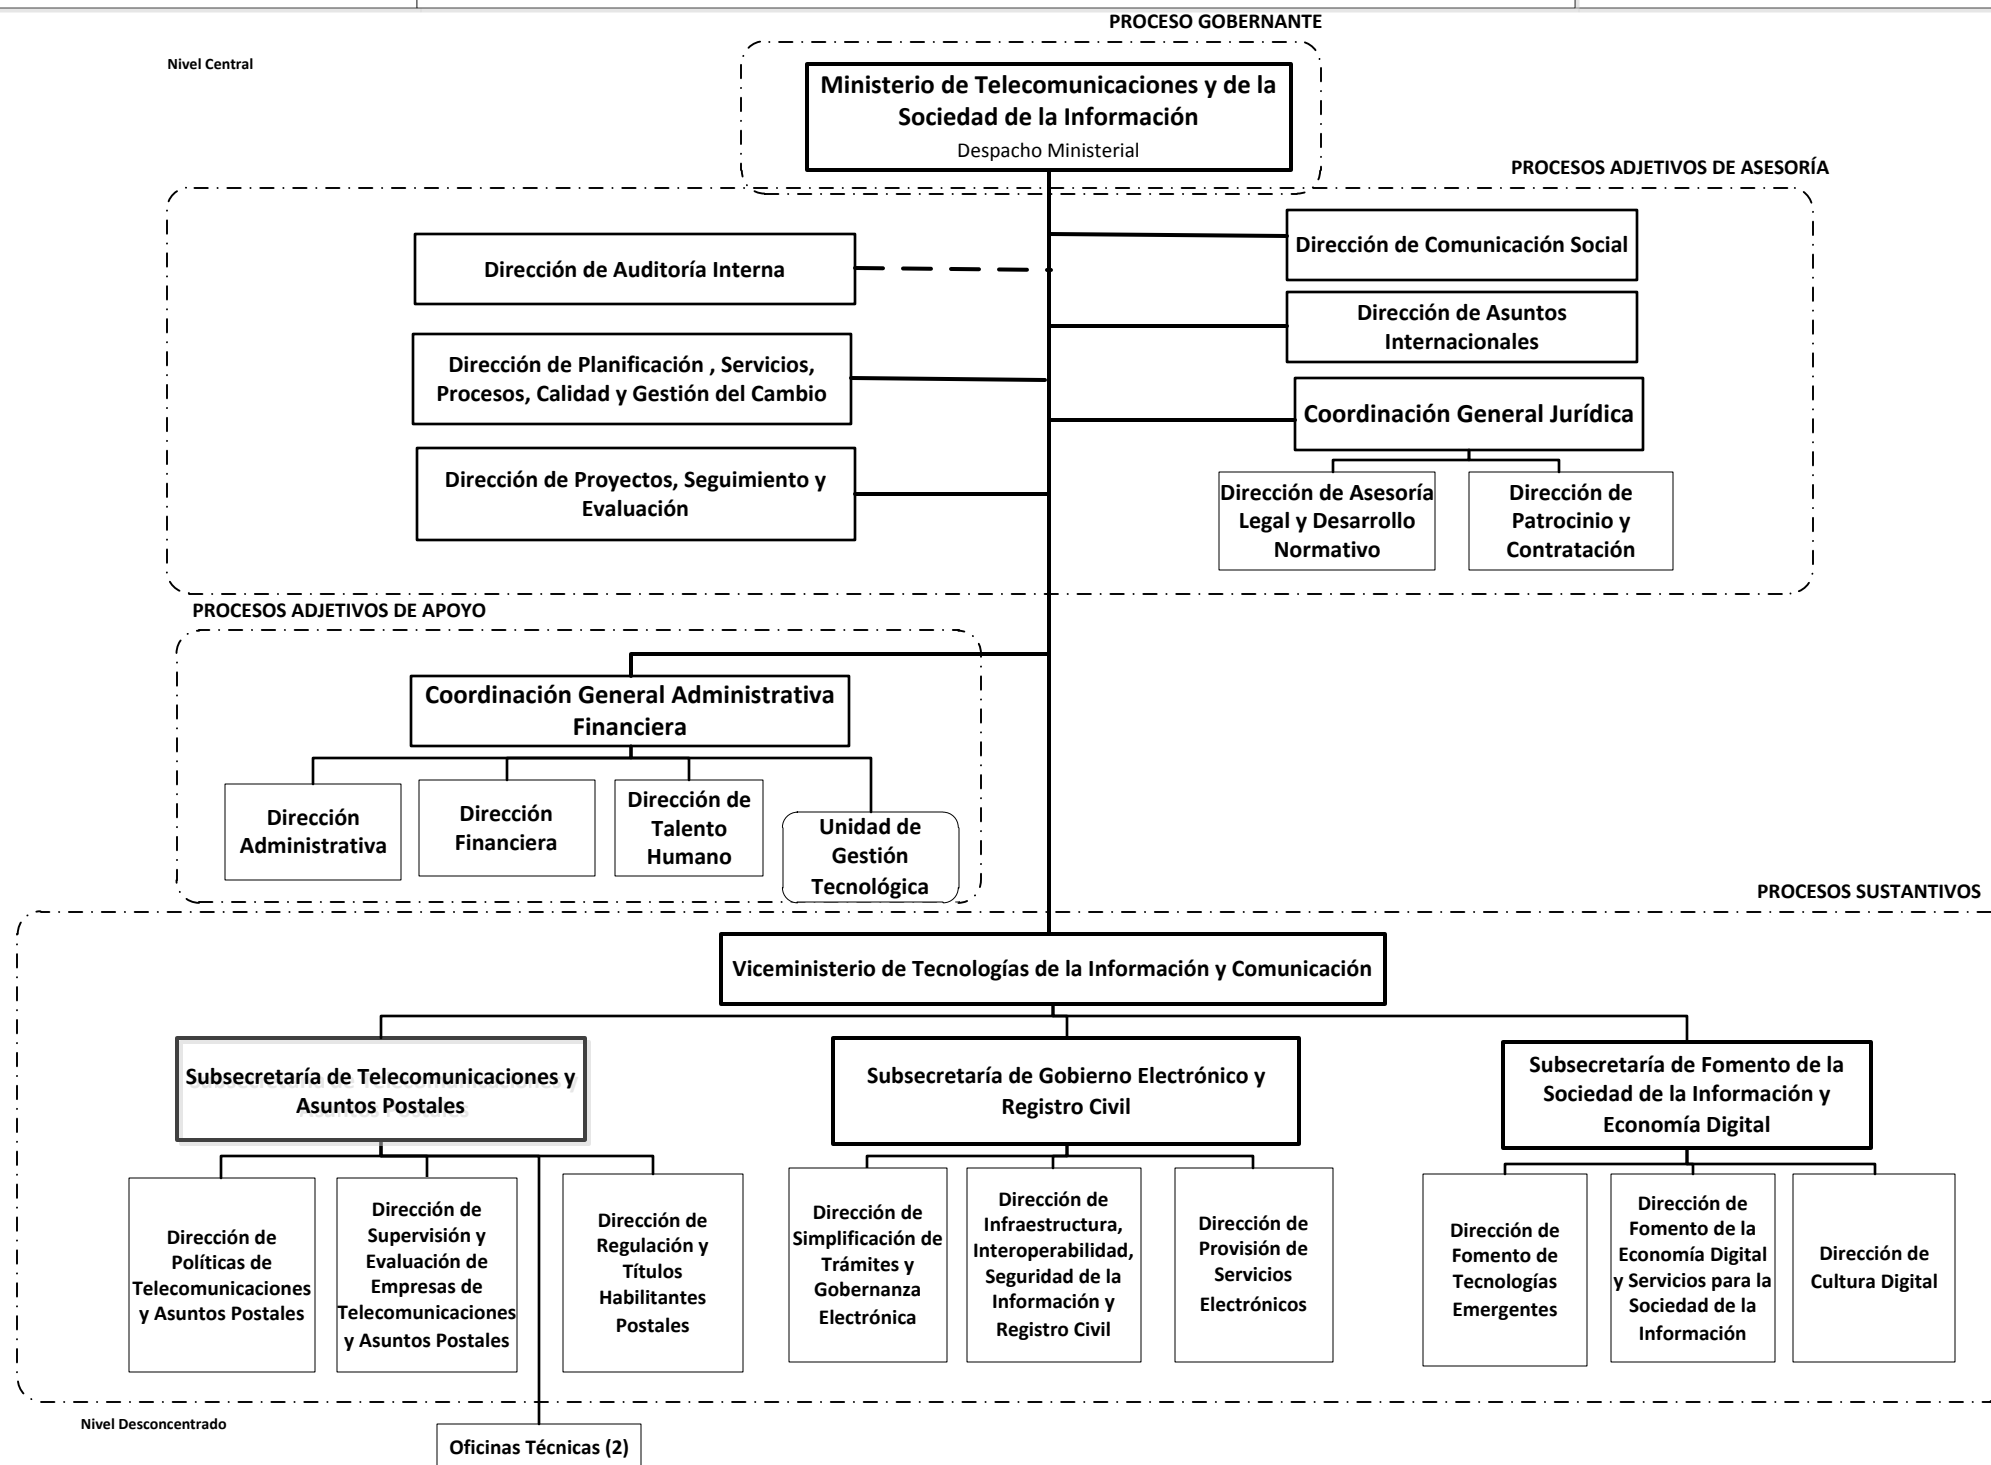 PROCESO GOBERNANTE
Nivel Central
Ministerio de Telecomunicaciones y de la
Sociedad de la Información
Despacho Ministerial
PROCESOS ADJETIVOS DE ASESORÍA
Dirección de Auditoría Interna
Dirección de Planificación , Servicios,
Procesos, Calidad y Gestión del Cambio
Dirección de Proyectos, Seguimiento y
Evaluación
Dirección de Comunicación Social
Dirección de Asuntos
Internacionales
Coordinación General Jurídica
Dirección de Asesoría
Legal y Desarrollo
Normativo
Dirección de
Patrocinio y
Contratación
PROCESOS ADJETIVOS DE APOYO
Coordinación General Administrativa
Financiera
Dirección
Administrativa
Dirección
Financiera
Dirección de
Talento
Humano
Unidad de
Gestión
Tecnológica
PROCESOS SUSTANTIVOS
Viceministerio de Tecnologías de la Información y Comunicación
Subsecretaría de Telecomunicaciones y
Asuntos Postales
Subsecretaría de Gobierno Electrónico y
Registro Civil
Subsecretaría de Fomento de la
Sociedad de la Información y
Economía Digital
Dirección de
Políticas de
Telecomunicaciones
y Asuntos Postales
Dirección de
Supervisión y
Evaluación de
Empresas de
Telecomunicaciones
y Asuntos Postales
Dirección de
Regulación y
Títulos
Habilitantes
Postales
Dirección de
Simplificación de
Trámites y
Gobernanza
Electrónica
Dirección de
Infraestructura,
Interoperabilidad,
Seguridad de la
Información y
Registro Civil
Dirección de
Provisión de
Servicios
Electrónicos
Dirección de
Fomento de
Tecnologías
Emergentes
Dirección de
Fomento de la
Economía Digital
y Servicios para la
Sociedad de la
Información
Dirección de
Cultura Digital
Nivel Desconcentrado
Oficinas Técnicas (2)